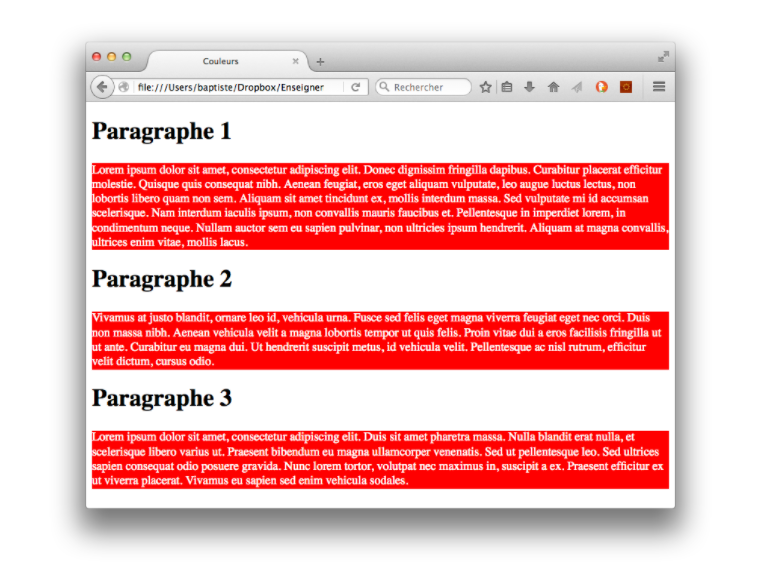 Couleurs
file:///Users/baptiste/Dropbox/Enseigner
Rechercher
Paragraphe 1
Lorem ipsum dolor sit amet, consectetur adipiscing elit. Donec dignissim fringilla dapibus. Curabitur placerat efficitur
molestie. Quisque quis consequat nibh. Aenean feugiat, eros eget aliquam vulputate, leo augue luctus lectus, non
lobortis libero quam non sem. Aliquam sit amet tincidunt ex, mollis interdum massa. Sed vulputate mi id accumsan
scelerisque. Nam interdum iaculis ipsum, non convallis mauris faucibus et. Pellentesque in imperdiet lorem, in
condimentum neque. Nullam auctor sem eu sapien pulvinar, non ultricies ipsum hendrerit. Aliquam at magna convallis,
ultrices enim vitae, mollis lacus.
Paragraphe 2
Vivamus at justo blandit, ornare leo id, vehicula urna. Fusce sed felis eget magna viverra feugiat eget nec orci. Duis
non massa nibh. Aenean vehicula velit a magna lobortis tempor ut quis felis. Proin vitae dui a eros facilisis fringilla ut
ut ante. Curabitur eu magna dui. Ut hendrerit suscipit metus, id vehicula velit. Pellentesque ac nisl rutrum, efficitur
velit dictum, cursus odio.
Paragraphe 3
Lorem ipsum dolor sit amet, consectetur adipiscing elit. Duis sit amet pharetra massa. Nulla blandit erat nulla, et
scelerisque libero varius ut. Praesent bibendum eu magna ullamcorper venenatis. Sed ut pellentesque leo. Sed ultrices
sapien consequat odio posuere gravida. Nunc lorem tortor, volutpat nec maximus in, suscipit a ex. Praesent efficitur ex
ut viverra placerat. Vivamus eu sapien sed enim vehicula sodales.